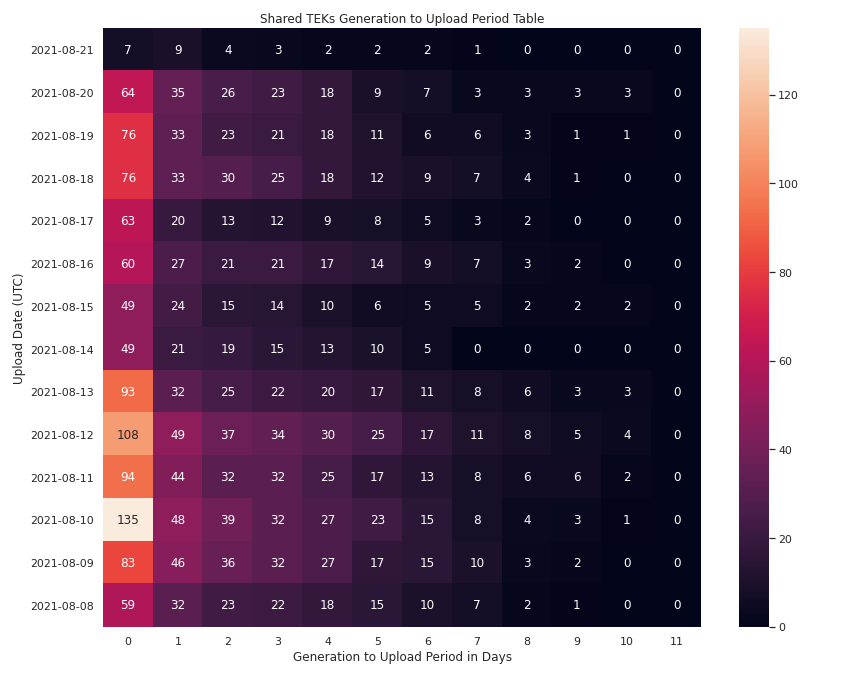 Shared TEKs Generation to Upload Period Table
2021-08-21 7 9 4 3 2 2 2 1 0 0 0 0
2021-08-20 64 35 26 23 18 9 7 3 3 3 3 0
2021-08-19 76 33 23 21 18 11 6 6 3 1 1 0
2021-08-18 76 33 30 25 18 12 9 7 4 1 0 0
2021-08-17 63 20 13 12 9 8 5 3 2 0 0 0
2021-08-16 60 27 21 21 17 14 9 7 3 2 0 0
2021-08-15 49 24 15 14 10 6 5 5 2 2 2 0
2021-08-14 49 21 19 15 13 10 5 0 0 0 0 0
2021-08-13 93 32 25 22 20 17 11 8 6 3 3 0
2021-08-12 108 49 37 34 30 25 17 11 8 5 4 0
2021-08-11 94 44 32 32 25 17 13 8 6 6 2 0
2021-08-10 135 48 39 32 27 23 15 8 4 3 1 0
2021-08-09 83 46 36 32 27 17 15 10 3 2 0 0
2021-08-08 59 32 23 22 18 15 10 7 2 1 0 0
0 1 2 3 4 5 6 7 8 9 10 11
Generation to Upload Period in Days
Upload Date (UTC)
120
100
80
60
40
20
0